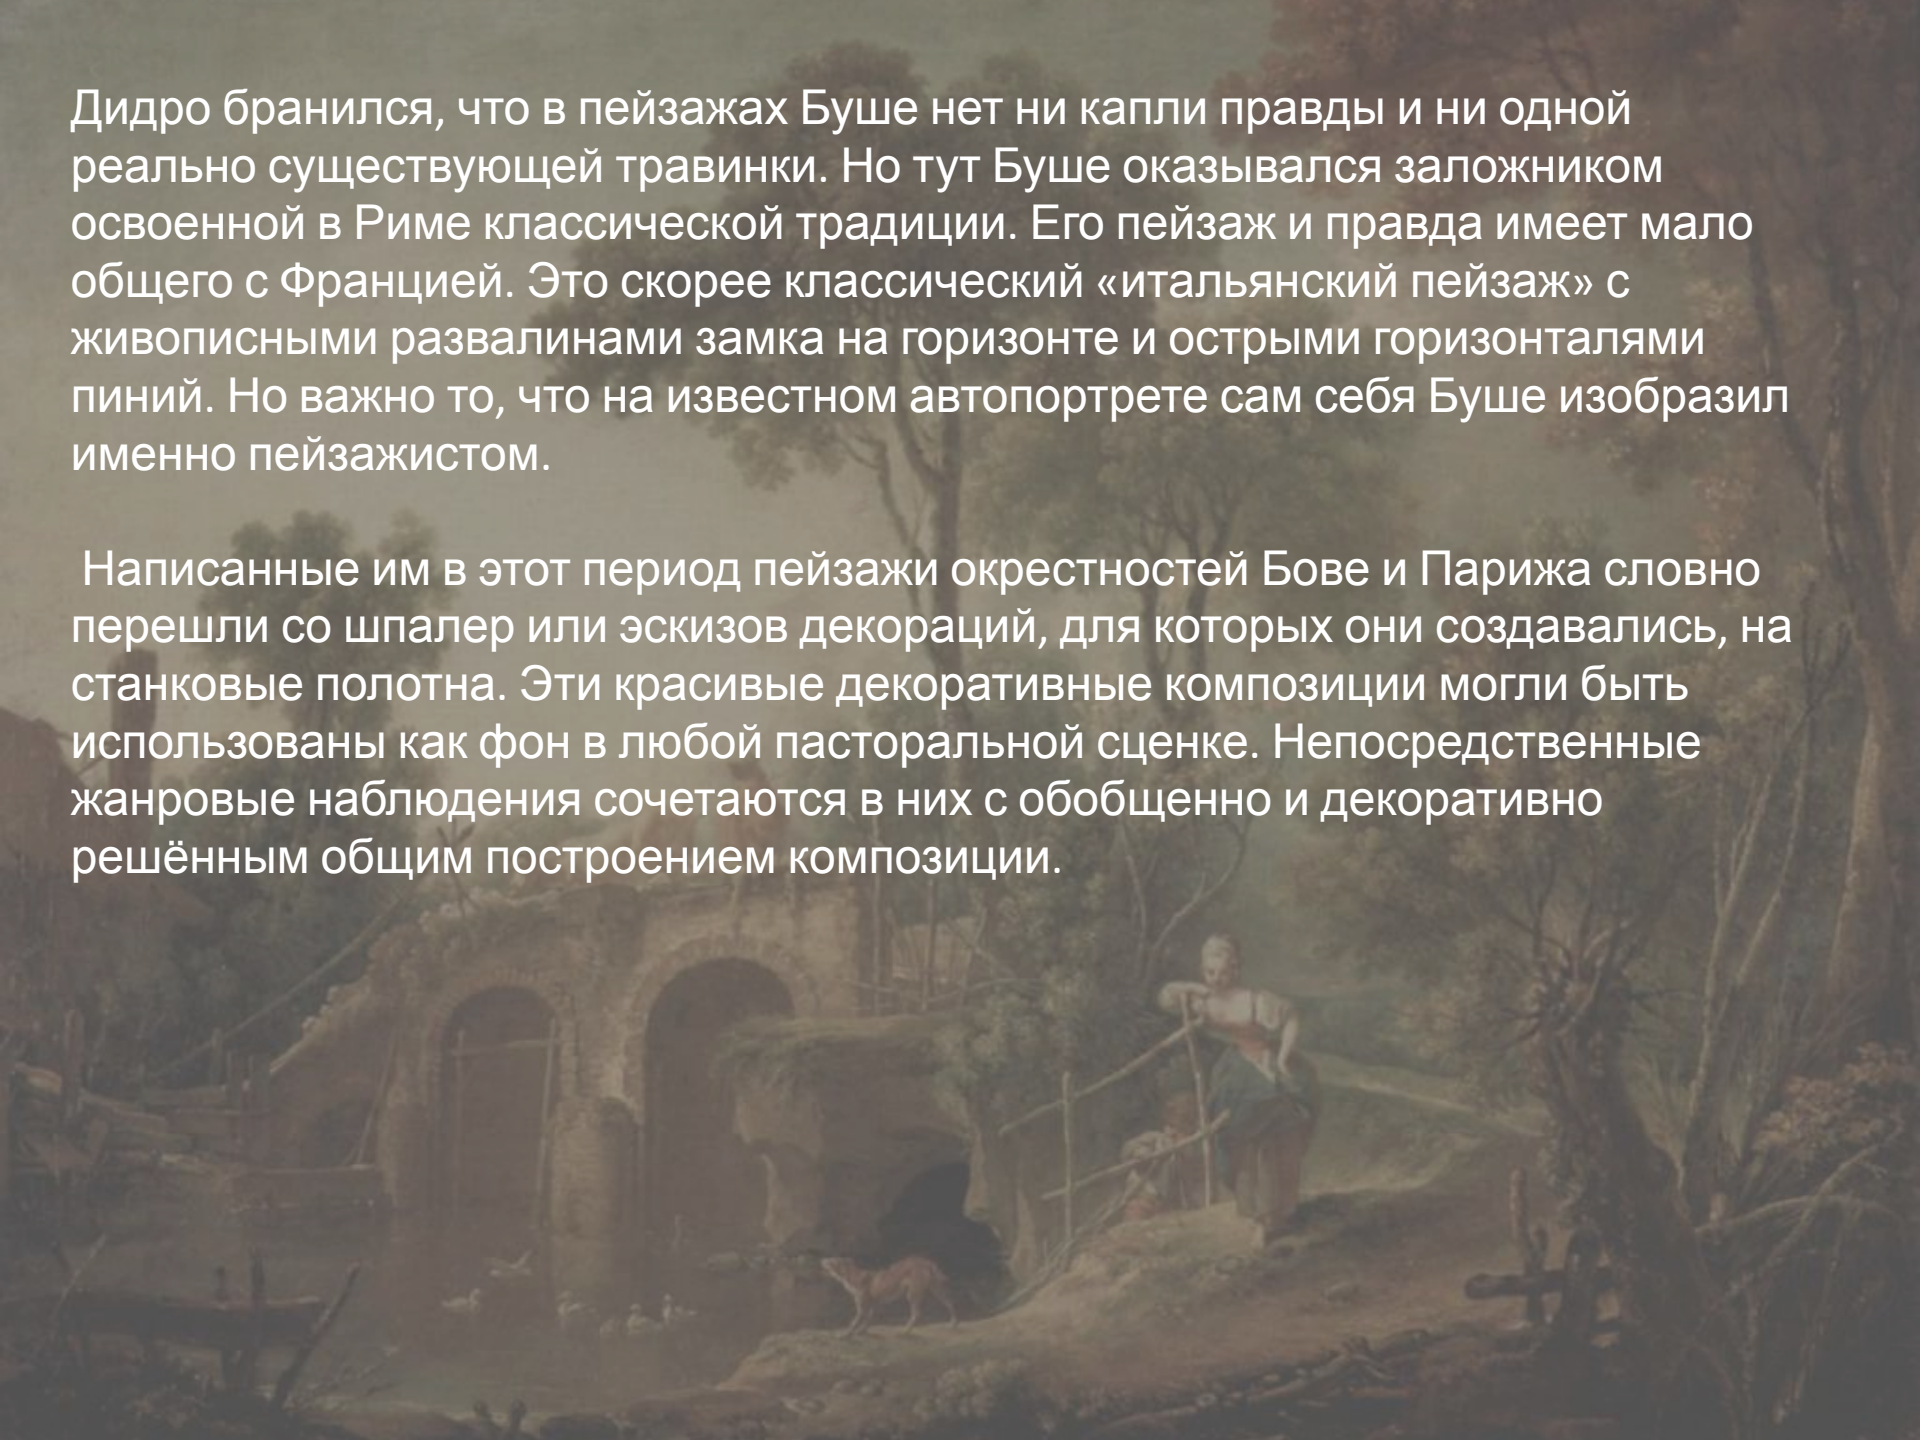 Дидро бранился, что в пейзажах Буше нет ни капли правды и ни одной
реально существующей травинки. Но тут Буше оказывался заложником
освоенной в Риме классической традиции. Его пейзаж и правда имеет мало
общего с Францией. Это скорее классический «итальянский пейзаж» с
живописными развалинами замка на горизонте и острыми горизонталями
пиний. Но важно то, что на известном автопортрете сам себя Буше изобразил
именно пейзажистом.
Написанные им в этот период пейзажи окрестностей Бове и Парижа словно
перешли со шпалер или эскизов декораций, для которых они создавались, на
станковые полотна. Эти красивые декоративные композиции могли быть
использованы как фон в любой пасторальной сценке. Непосредственные
жанровые наблюдения сочетаются в них с обобщенно и декоративно
решённым общим построением композиции.